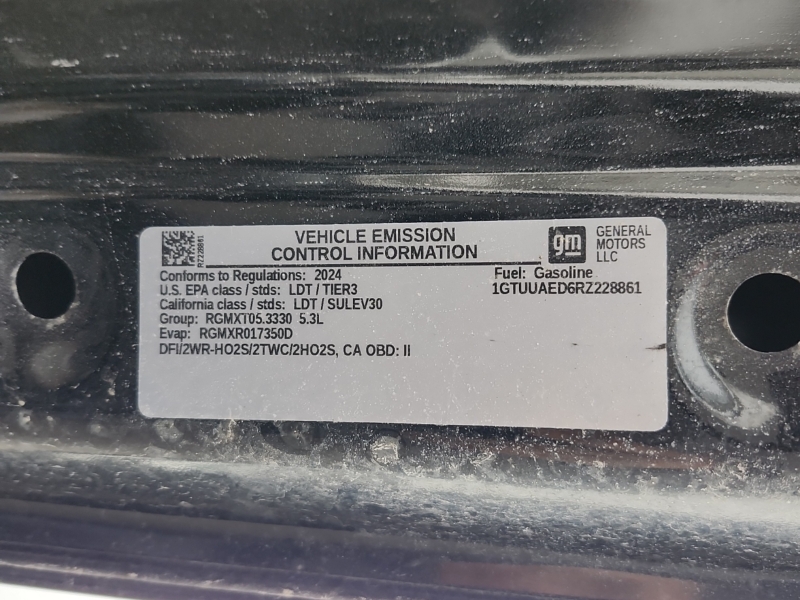 VEHICLE EMISSION
CONTROL INFORMATION
RZ228861
gm
GENERAL
MOTORS
LLC
Conforms to Regulations: 2024
U.S. EPA class / stds: LDT / TIER3
California class / stds: LDT / SULEV30
Group: RGMXT05.3330 5.3L
Evap: RGMXR017350D
DFI/2WR-HO2S/2TWC/2HO2S, CA OBD: II
Fuel: Gasoline
1GTUUAED6RZ228861